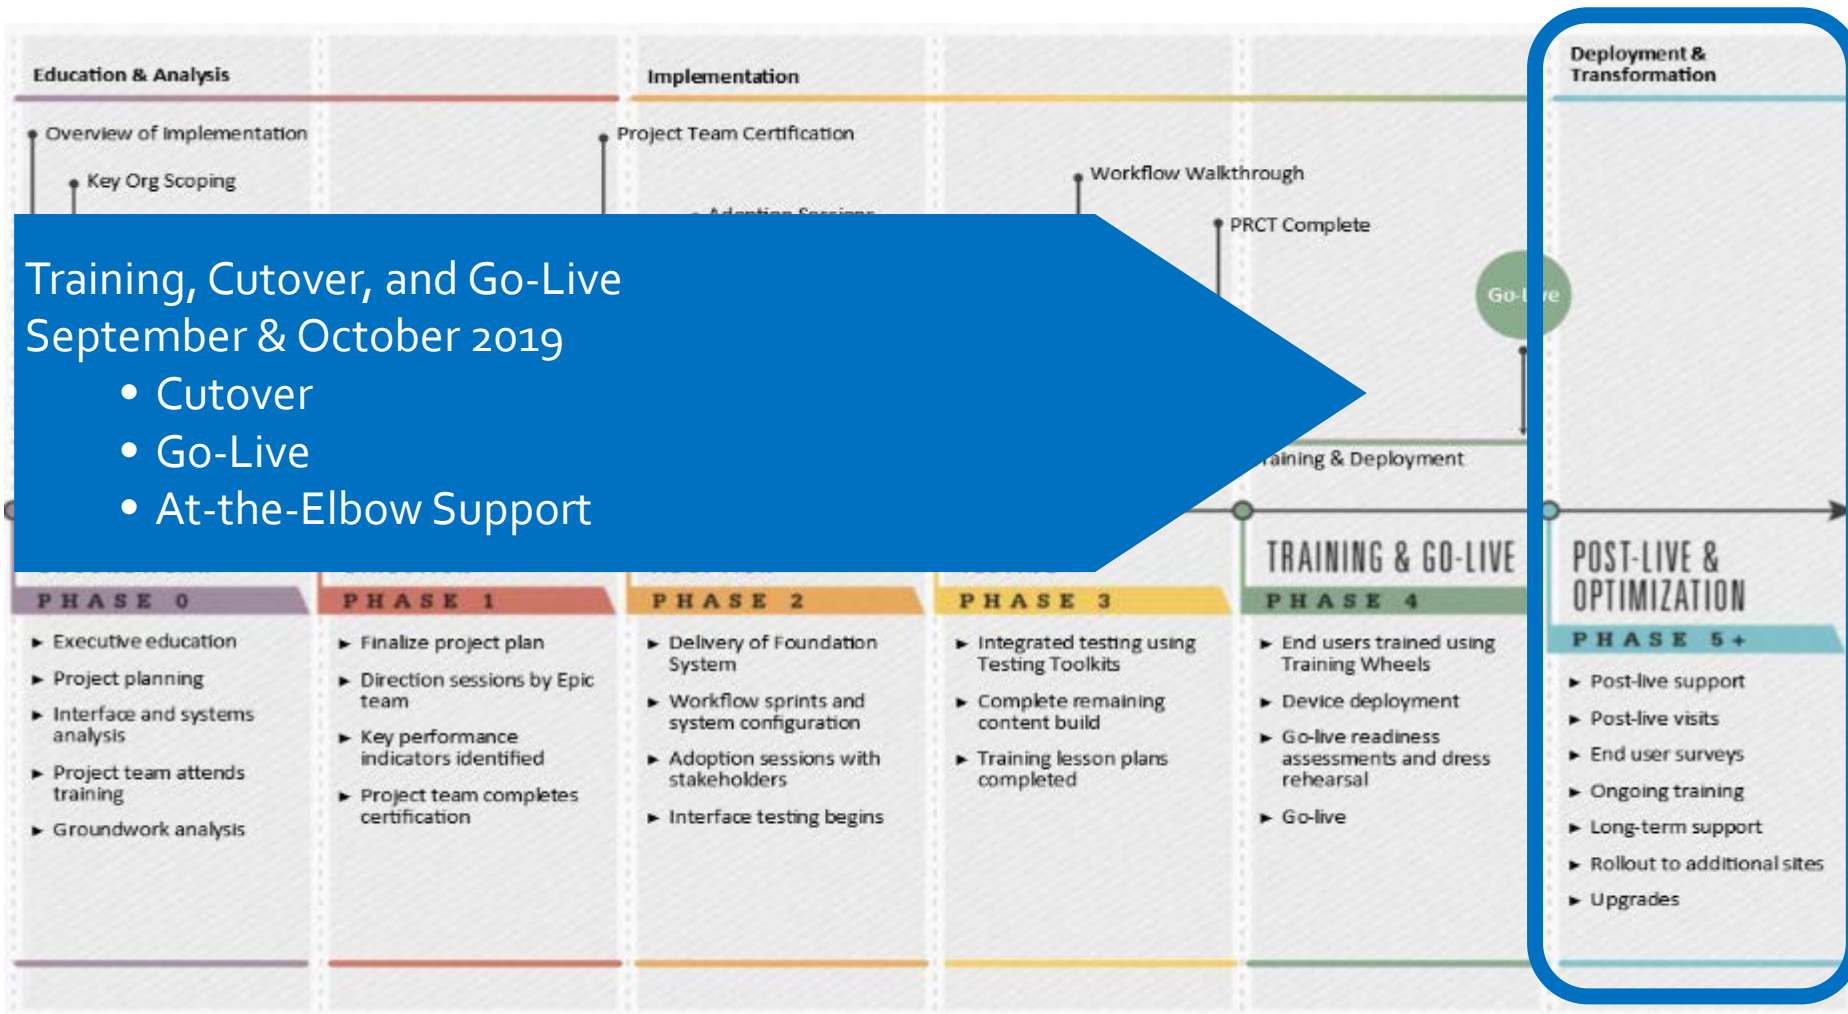 Education & Analysis
Implementation
Deployment &
Transformation
Overview of Implementation
Key Org Scoping
Project Team Certification
Workflow Walkthrough
PRCT Complete
Training, Cutover, and Go-Live
September & October 2019
• Cutover
• Go-Live
• At-the-Elbow Support
& Deployment
TRAINING & GO-LIVE
POST-LIVE &
OPTIMIZATION
PHASE 0
PHASE 1
PHASE 2
PHASE 3
PHASE 4
PHASE 5+
► Executive education
► Project planning
► Interface and systems
analysis
► Project team attends
training
► Groundwork analysis
► Finalize project plan
► Direction sessions by Epic
team
► Key performance
indicators identified
► Project team completes
certification
► Delivery of Foundation
System
► Workflow sprints and
system configuration
► Adoption sessions with
stakeholders
► Interface testing begins
► Integrated testing using
Testing Toolkits
► Complete remaining
content build
► Training lesson plans
completed
► End users trained using
Training Wheels
► Device deployment
► Go-live readiness
assessments and dress
rehearsal
► Go-live
► Post-live support
► Post-live visits
► End user surveys
► Ongoing training
► Long-term support
► Rollout to additional sites
► Upgrades